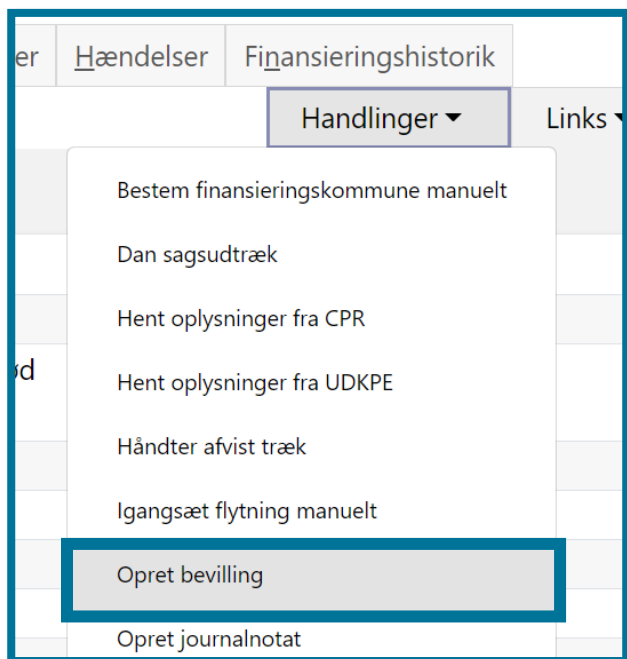 er Hændelser Finansieringshistorik
Handlinger Links
Bestem finansieringskommune manuelt
Dan sagsudtræk
Hent oplysninger fra CPR
Hent oplysninger fra UDKPE
ød
Håndter afvist træk
Igangsæt flytning manuelt
Opret bevilling
Opret journalnotat